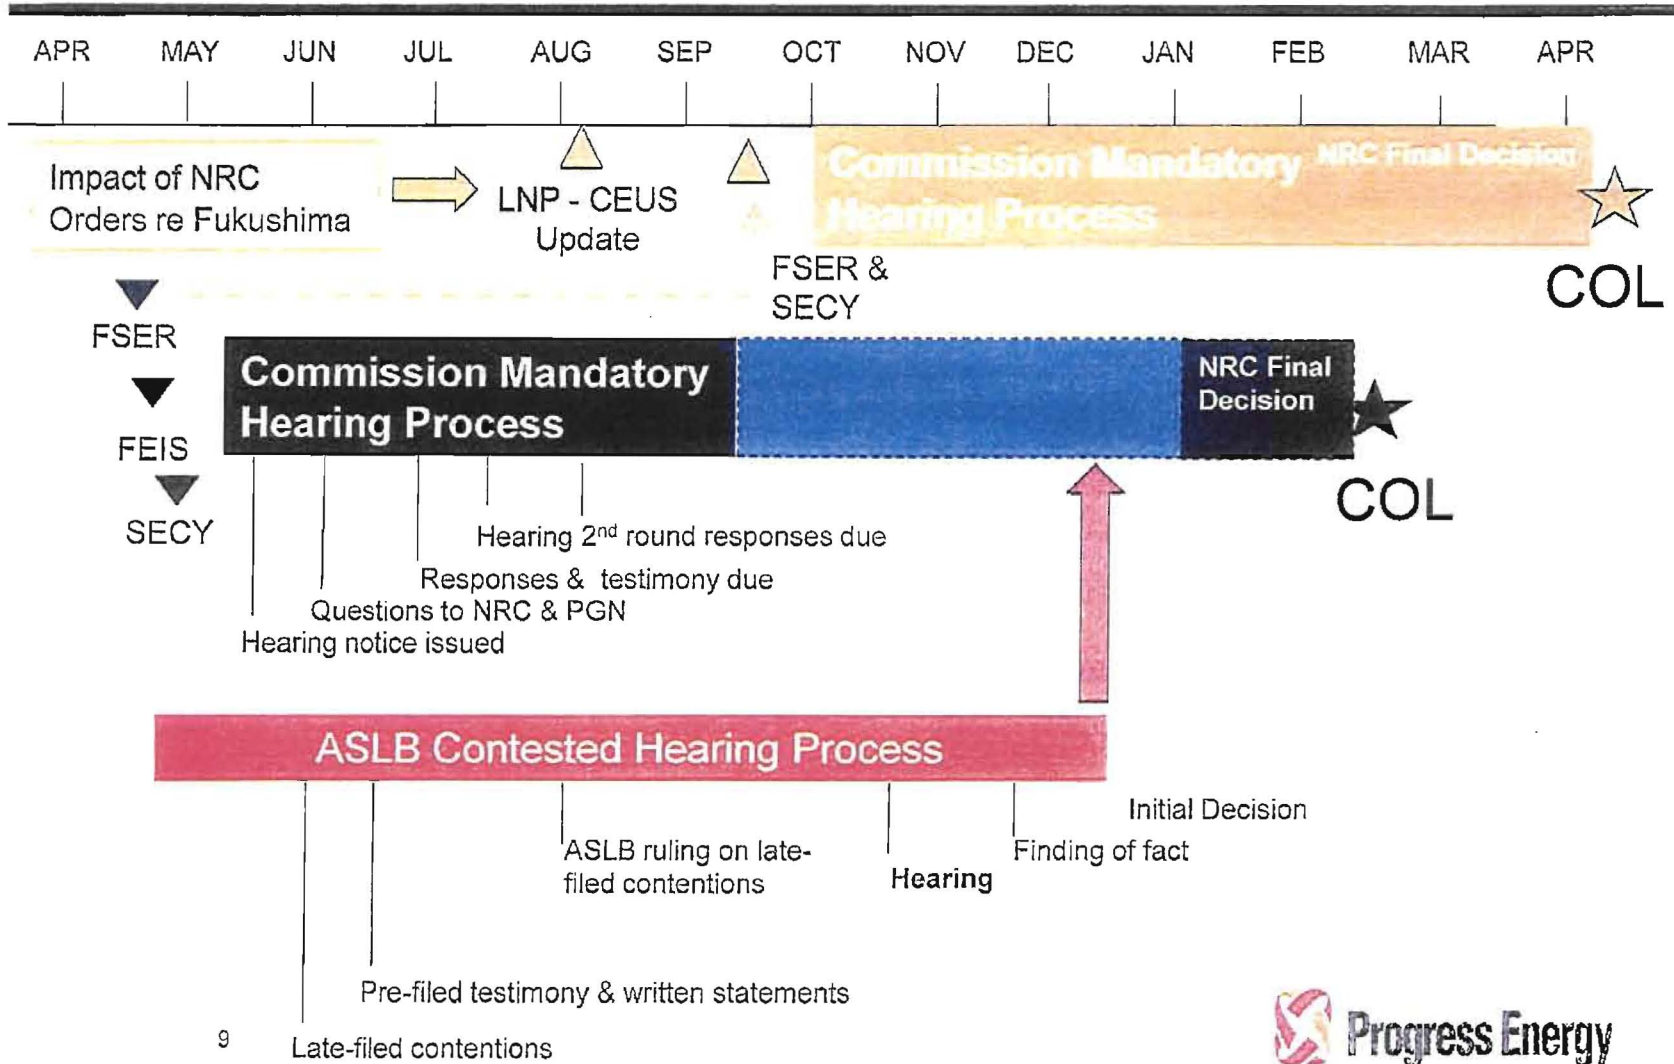 APR MAY JUN JUL AUG SEP OCT NOV DEC JAN FEB MAR APR
Impact of NRC
Orders re Fukushima
LNP - CEUS
Update
Commission Mandatory
Hearing Process
NRC Final Decision
COL
FSER &
SECY
FSER
FEIS
SECY
Commission Mandatory
Hearing Process
NRC Final
Decision
COL
Hearing 2nd round responses due
Responses & testimony due
Questions to NRC & PGN
Hearing notice issued
ASLB Contested Hearing Process
Initial Decision
Finding of fact
Hearing
ASLB ruling on late-
filed contentions
Pre-filed testimony & written statements
Late-filed contentions
9
Progress Energy